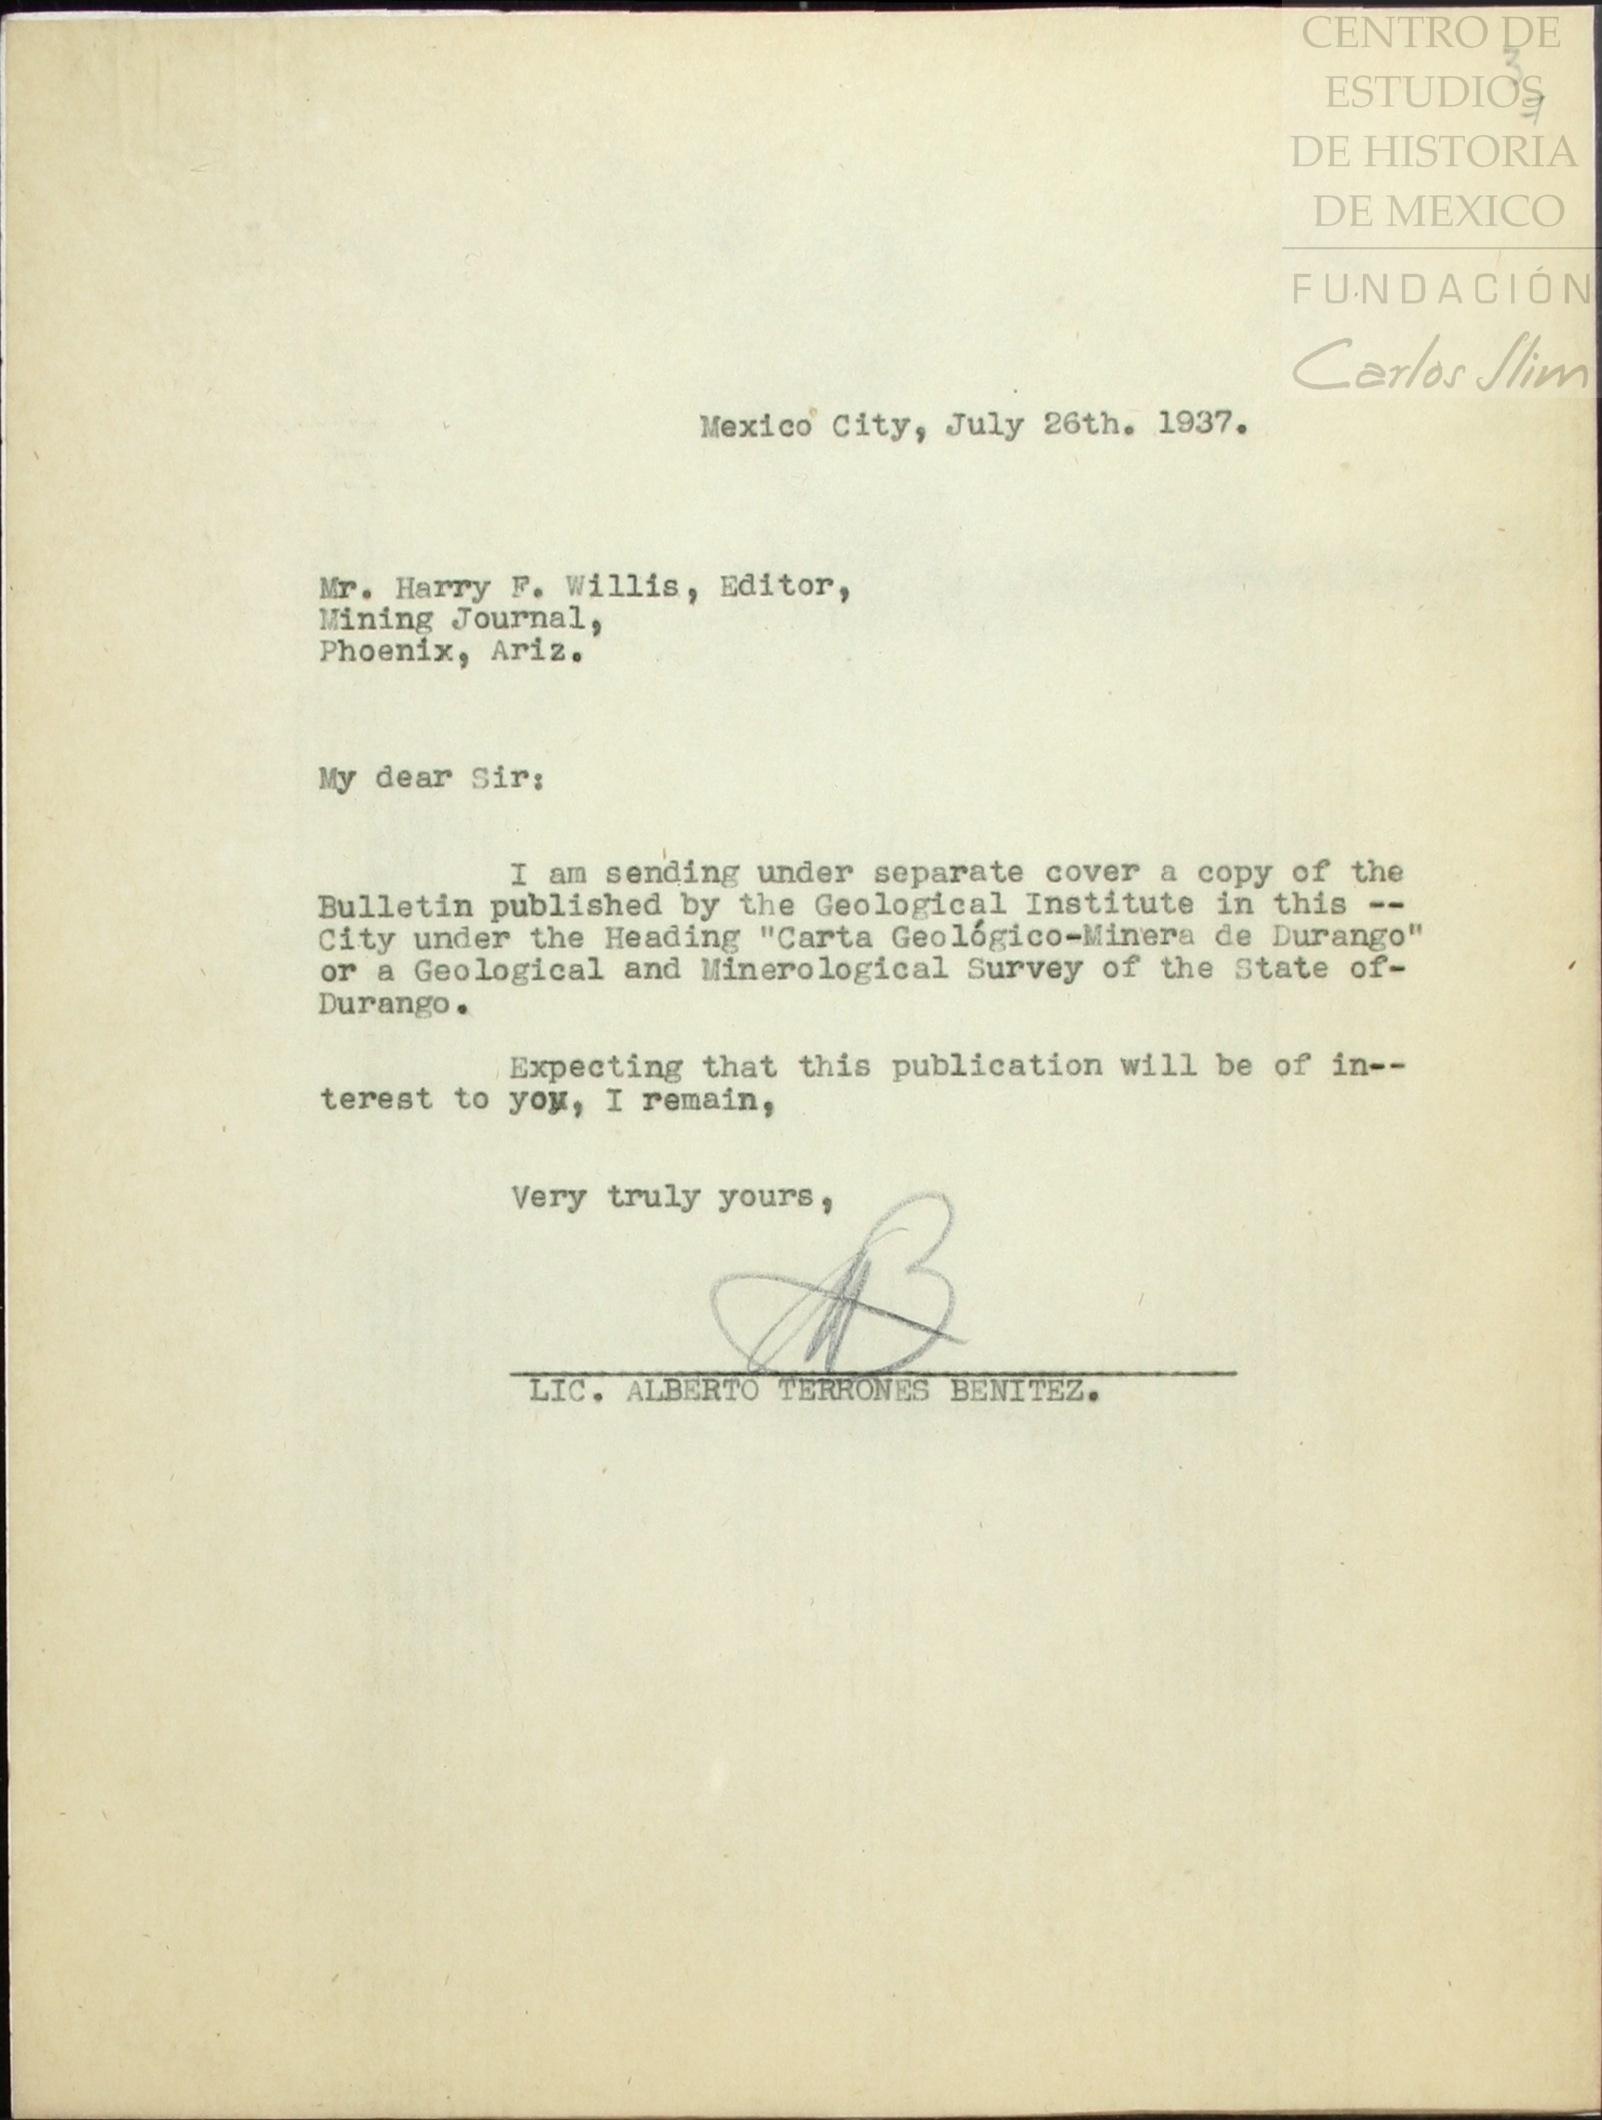 CENTRO DE
ESTUDIOS
DE HISTORIA
DE MEXICO
FUNDACIÓN
Carlos Slim
Mexico City, July 26th. 1937.
Mr. Harry F. Willis, Editor,
Mining Journal,
Phoenix, Ariz.
My dear Sir:
I am sending under separate cover a copy of the
Bulletin published by the Geological Institute in this --
City under the Heading "Carta Geológico-Minera de Durango"
or a Geological and Minerological Survey of the State of-
Durango.
Expecting that this publication will be of in--
terest to you, I remain,
Very truly yours,
LIC. ALBERTO TERRONES BENITEZ.